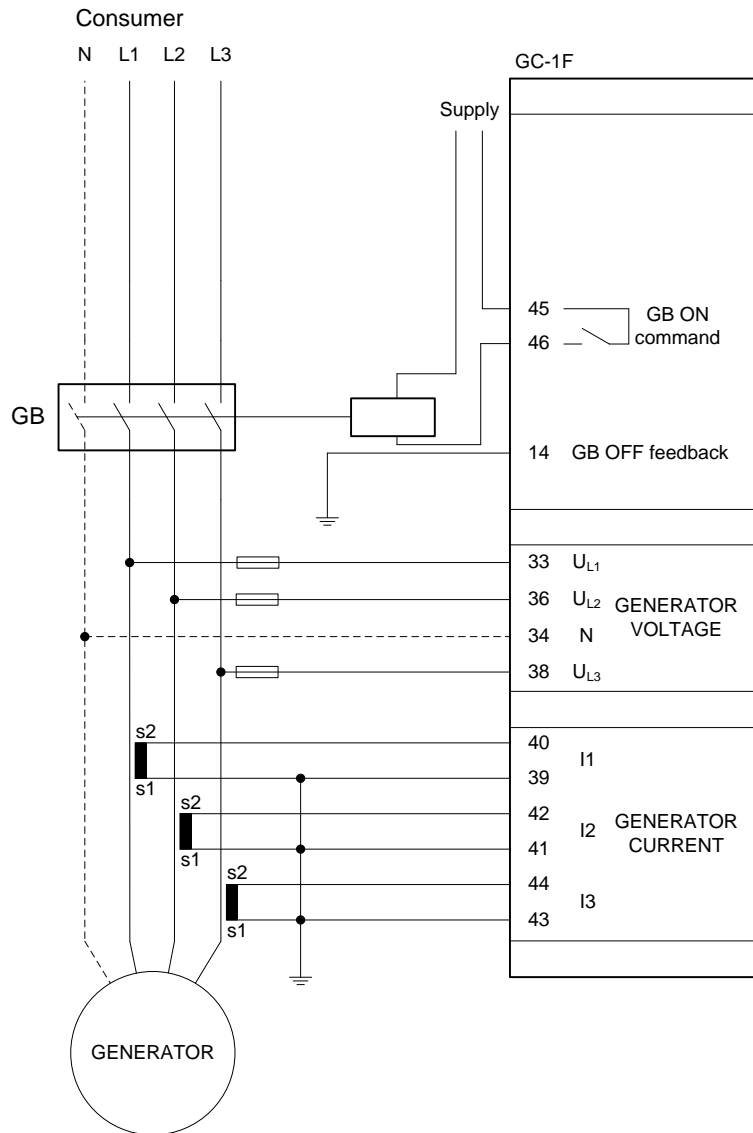 Consumer
N L1 L2 L3
GC-1F
Supply
45
46
GB ON
command
GB
14 GB OFF feedback
33 UL1
36 UL2
34 N
38 UL3
GENERATOR
VOLTAGE
s2
s1
40
39
I1
s2
s1
42
41
I2
GENERATOR
CURRENT
s2
s1
44
43
I3
GENERATOR